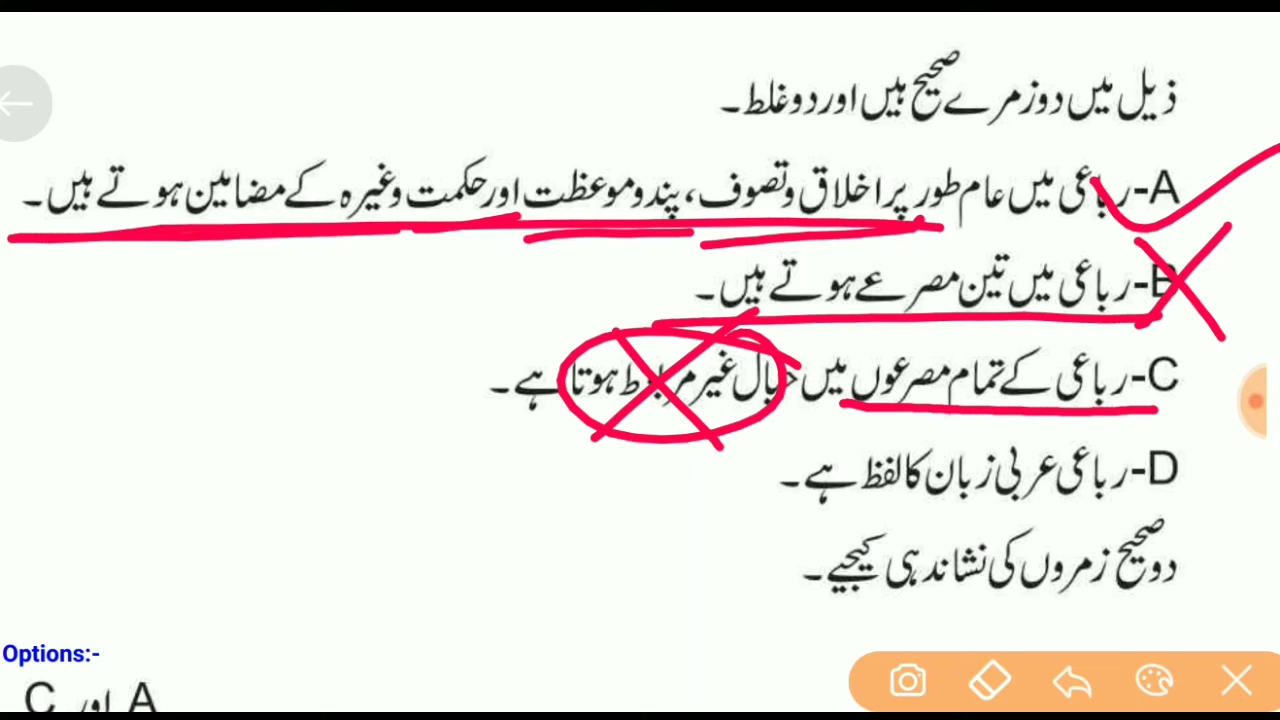 ذیل میں دو زمرے صحیح ہیں اور دو غلط۔
A-رباعی میں عام طور پر اخلاق و تصوف، پند و موعظت اور حکمت وغیرہ کے مضامین ہوتے ہیں۔
B-رباعی میں تین مصرعے ہوتے ہیں۔
C-رباعی کے تمام مصرعوں میں خیال غیر مربوط ہوتا ہے۔
D-رباعی عربی زبان کا لفظ ہے۔
دو صحیح زمروں کی نشاندہی کیجیے۔
Options:-
A اور C